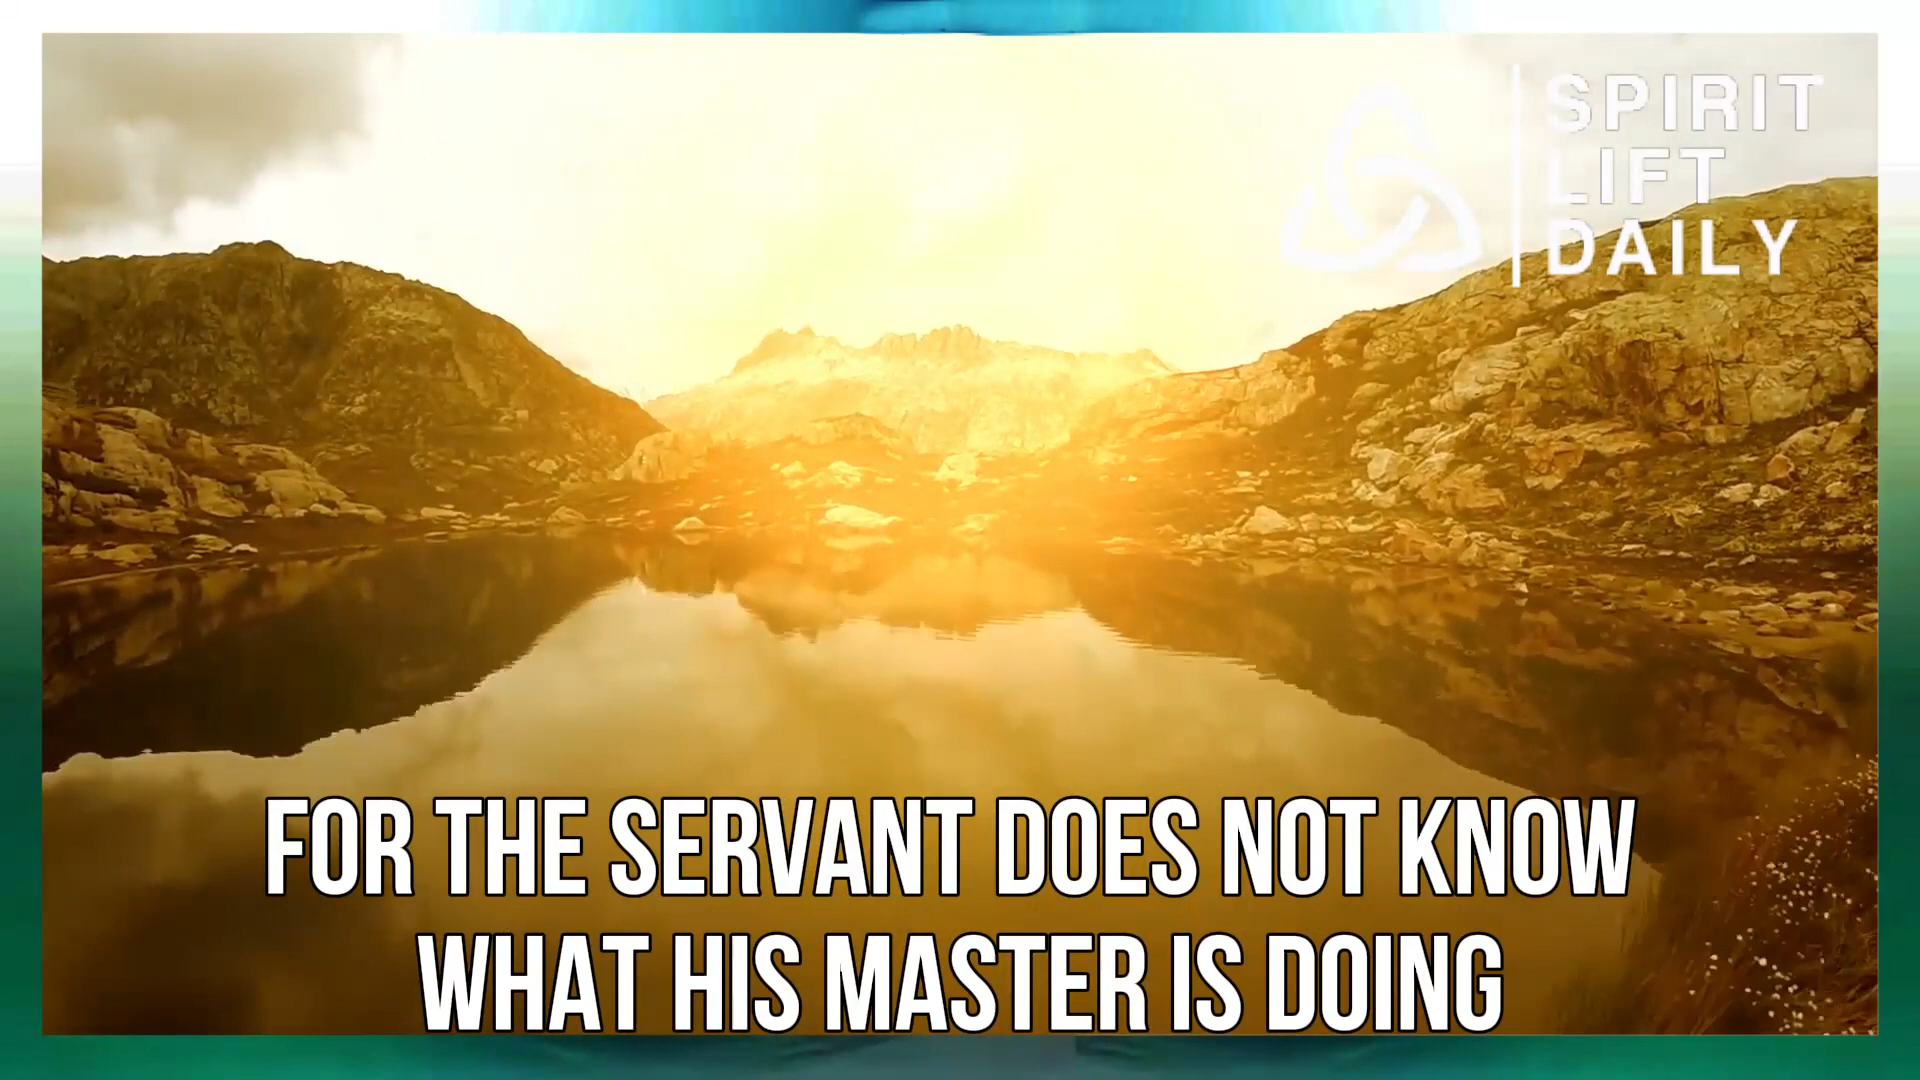 SPIRIT
LIFT
DAILY
FOR THE SERVANT DOES NOT KNOW
WHAT HIS MASTER IS DOING